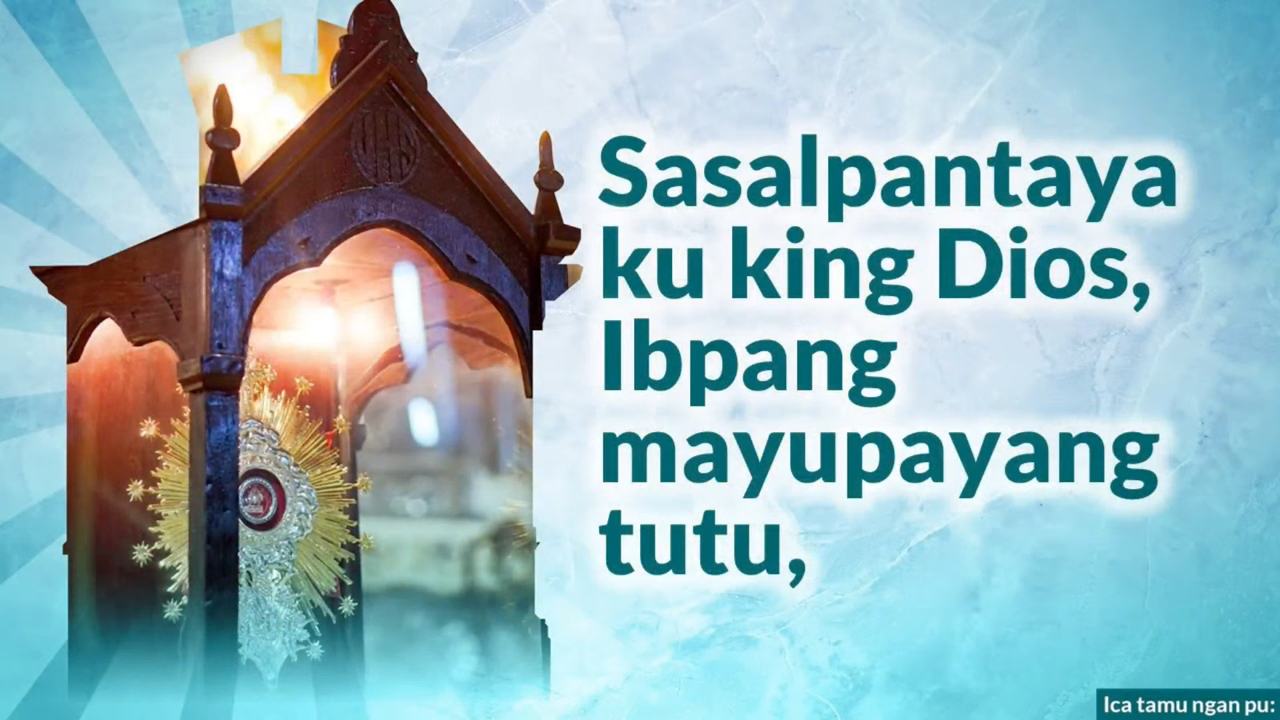 Sasalpantaya
ku king Dios,
Ibpang
mayupayang
tutu,
Ica tamu ngan pu: